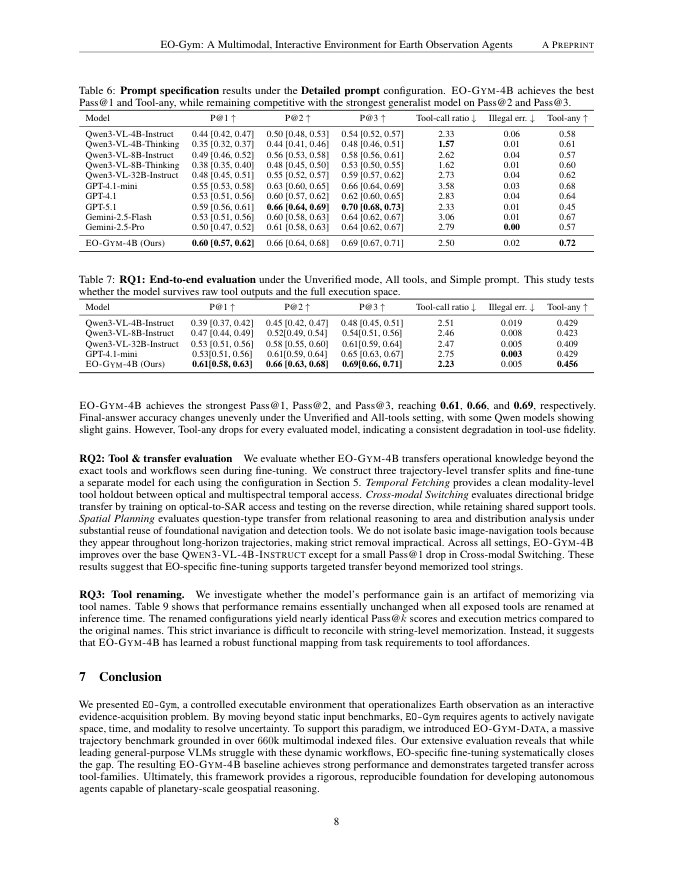 EO-Gym: A Multimodal, Interactive Environment for Earth Observation Agents A PREPRINT
Table 6: Prompt specification results under the Detailed prompt configuration. EO-GYM-4B achieves the best
Pass@1 and Tool-any, while remaining competitive with the strongest generalist model on Pass@2 and Pass@3.
Model P@1 ↑ P@2 ↑ P@3 ↑ Tool-call ratio ↓ Illegal err. ↓ Tool-any ↑
Qwen3-VL-4B-Instruct 0.44 [0.42, 0.47] 0.50 [0.48, 0.53] 0.54 [0.52, 0.57] 2.33 0.06 0.58
Qwen3-VL-4B-Thinking 0.35 [0.32, 0.37] 0.44 [0.41, 0.46] 0.48 [0.46, 0.51] 1.57 0.01 0.61
Qwen3-VL-8B-Instruct 0.49 [0.46, 0.52] 0.56 [0.53, 0.58] 0.58 [0.56, 0.61] 2.62 0.04 0.57
Qwen3-VL-8B-Thinking 0.38 [0.35, 0.40] 0.48 [0.45, 0.50] 0.53 [0.50, 0.55] 1.62 0.01 0.60
Qwen3-VL-32B-Instruct 0.48 [0.45, 0.51] 0.55 [0.52, 0.57] 0.59 [0.57, 0.62] 2.73 0.04 0.62
GPT-4.1-mini 0.55 [0.53, 0.58] 0.63 [0.60, 0.65] 0.66 [0.64, 0.69] 3.58 0.03 0.68
GPT-4.1 0.53 [0.51, 0.56] 0.60 [0.57, 0.62] 0.62 [0.60, 0.65] 2.83 0.04 0.64
GPT-5.1 0.59 [0.56, 0.61] 0.66 [0.64, 0.69] 0.70 [0.68, 0.73] 2.33 0.01 0.45
Gemini-2.5-Flash 0.53 [0.51, 0.56] 0.60 [0.58, 0.63] 0.64 [0.62, 0.67] 3.06 0.01 0.67
Gemini-2.5-Pro 0.50 [0.47, 0.52] 0.61 [0.58, 0.63] 0.64 [0.62, 0.67] 2.79 0.00 0.57
EO-GYM-4B (Ours) 0.60 [0.57, 0.62] 0.66 [0.64, 0.68] 0.69 [0.67, 0.71] 2.50 0.02 0.72
Table 7: RQ1: End-to-end evaluation under the Unverified mode, All tools, and Simple prompt. This study tests
whether the model survives raw tool outputs and the full execution space.
Model P@1 ↑ P@2 ↑ P@3 ↑ Tool-call ratio ↓ Illegal err. ↓ Tool-any ↑
Qwen3-VL-4B-Instruct 0.39 [0.37, 0.42] 0.45 [0.42, 0.47] 0.48 [0.45, 0.51] 2.51 0.019 0.429
Qwen3-VL-8B-Instruct 0.47 [0.44, 0.49] 0.52[0.49, 0.54] 0.54[0.51, 0.56] 2.46 0.008 0.423
Qwen3-VL-32B-Instruct 0.53 [0.51, 0.56] 0.58 [0.55, 0.60] 0.61[0.59, 0.64] 2.47 0.005 0.409
GPT-4.1-mini 0.53[0.51, 0.56] 0.61[0.59, 0.64] 0.65 [0.63, 0.67] 2.75 0.003 0.429
EO-GYM-4B (Ours) 0.61[0.58, 0.63] 0.66 [0.63, 0.68] 0.69[0.66, 0.71] 2.23 0.005 0.456
EO-GYM-4B achieves the strongest Pass@1, Pass@2, and Pass@3, reaching 0.61, 0.66, and 0.69, respectively.
Final-answer accuracy changes unevenly under the Unverified and All-tools setting, with some Qwen models showing
slight gains. However, Tool-any drops for every evaluated model, indicating a consistent degradation in tool-use fidelity.
RQ2: Tool & transfer evaluation We evaluate whether EO-GYM-4B transfers operational knowledge beyond the
exact tools and workflows seen during fine-tuning. We construct three trajectory-level transfer splits and fine-tune
a separate model for each using the configuration in Section 5. Temporal Fetching provides a clean modality-level
tool holdout between optical and multispectral temporal access. Cross-modal Switching evaluates directional bridge
transfer by training on optical-to-SAR access and testing on the reverse direction, while retaining shared support tools.
Spatial Planning evaluates question-type transfer from relational reasoning to area and distribution analysis under
substantial reuse of foundational navigation and detection tools. We do not isolate basic image-navigation tools because
they appear throughout long-horizon trajectories, making strict removal impractical. Across all settings, EO-GYM-4B
improves over the base QWEN3-VL-4B-INSTRUCT except for a small Pass@1 drop in Cross-modal Switching. These
results suggest that EO-specific fine-tuning supports targeted transfer beyond memorized tool strings.
RQ3: Tool renaming. We investigate whether the model's performance gain is an artifact of memorizing via
tool names. Table 9 shows that performance remains essentially unchanged when all exposed tools are renamed at
inference time. The renamed configurations yield nearly identical Pass@k scores and execution metrics compared to
the original names. This strict invariance is difficult to reconcile with string-level memorization. Instead, it suggests
that EO-GYM-4B has learned a robust functional mapping from task requirements to tool affordances.
7 Conclusion
We presented EO-Gym, a controlled executable environment that operationalizes Earth observation as an interactive
evidence-acquisition problem. By moving beyond static input benchmarks, EO-Gym requires agents to actively navigate
space, time, and modality to resolve uncertainty. To support this paradigm, we introduced EO-GYM-DATA, a massive
trajectory benchmark grounded in over 660k multimodal indexed files. Our extensive evaluation reveals that while
leading general-purpose VLMs struggle with these dynamic workflows, EO-specific fine-tuning systematically closes
the gap. The resulting EO-GYM-4B baseline achieves strong performance and demonstrates targeted transfer across
tool-families. Ultimately, this framework provides a rigorous, reproducible foundation for developing autonomous
agents capable of planetary-scale geospatial reasoning.
8